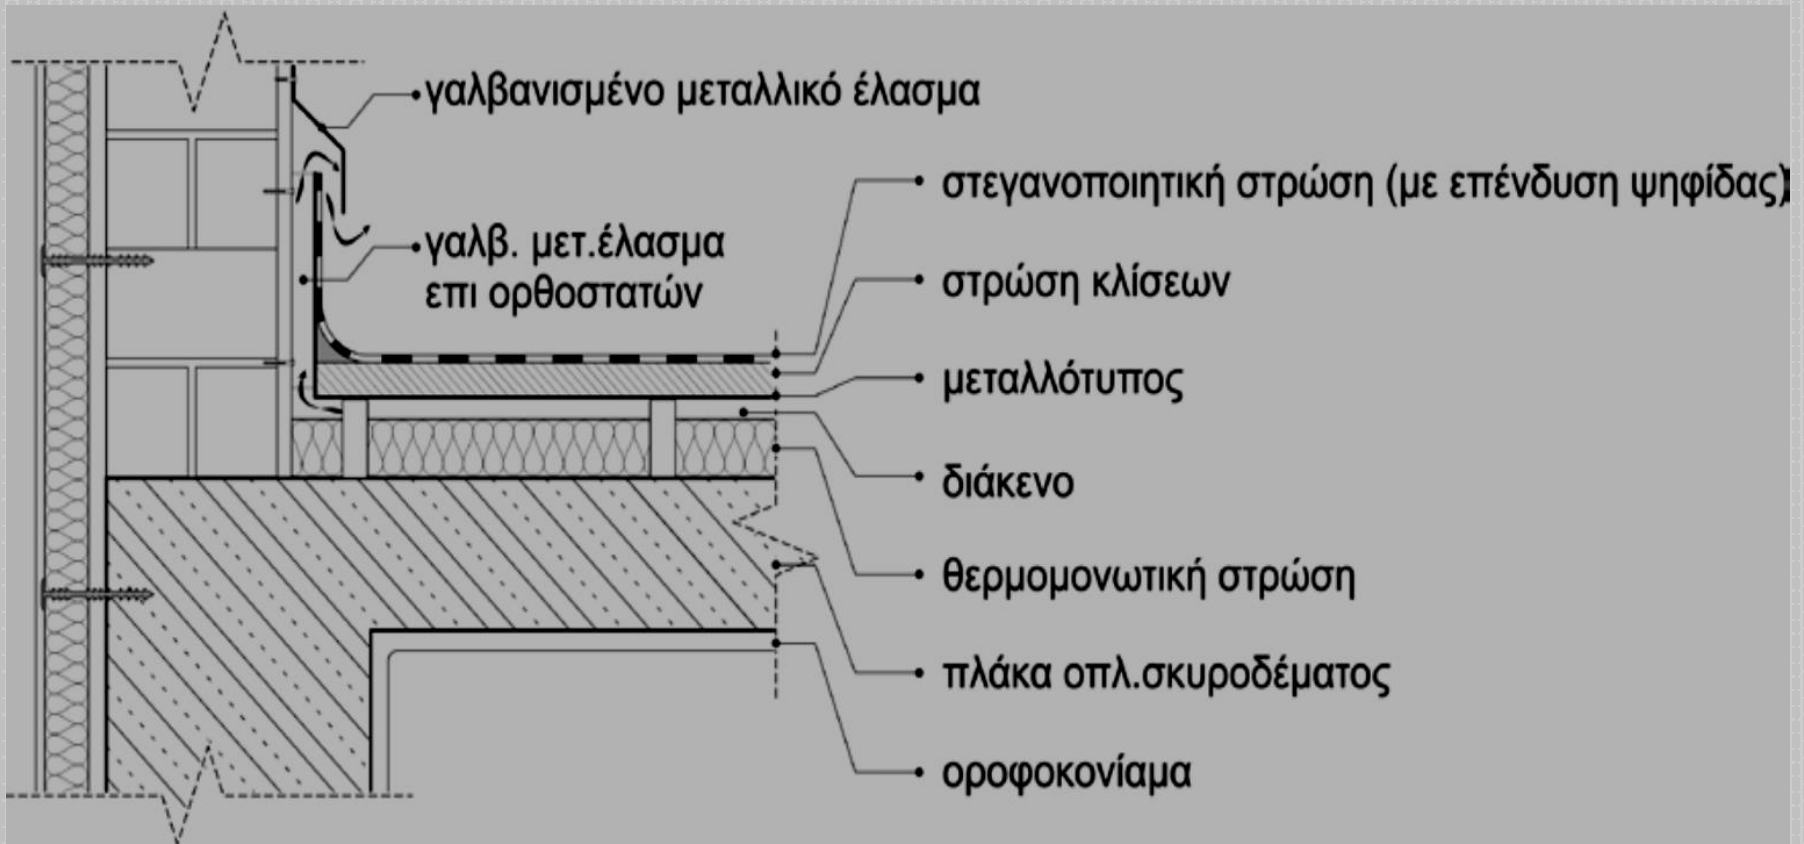 γαλβανισμένο μεταλλικό έλασμα
στεγανοποιητική στρώση (με επένδυση ψηφίδας)
γαλβ. μετ.έλασμα
επι ορθοστατών
στρώση κλίσεων
μεταλλότυπος
διάκενο
θερμομονωτική στρώση
πλάκα οπλ.σκυροδέματος
οροφοκονίαμα